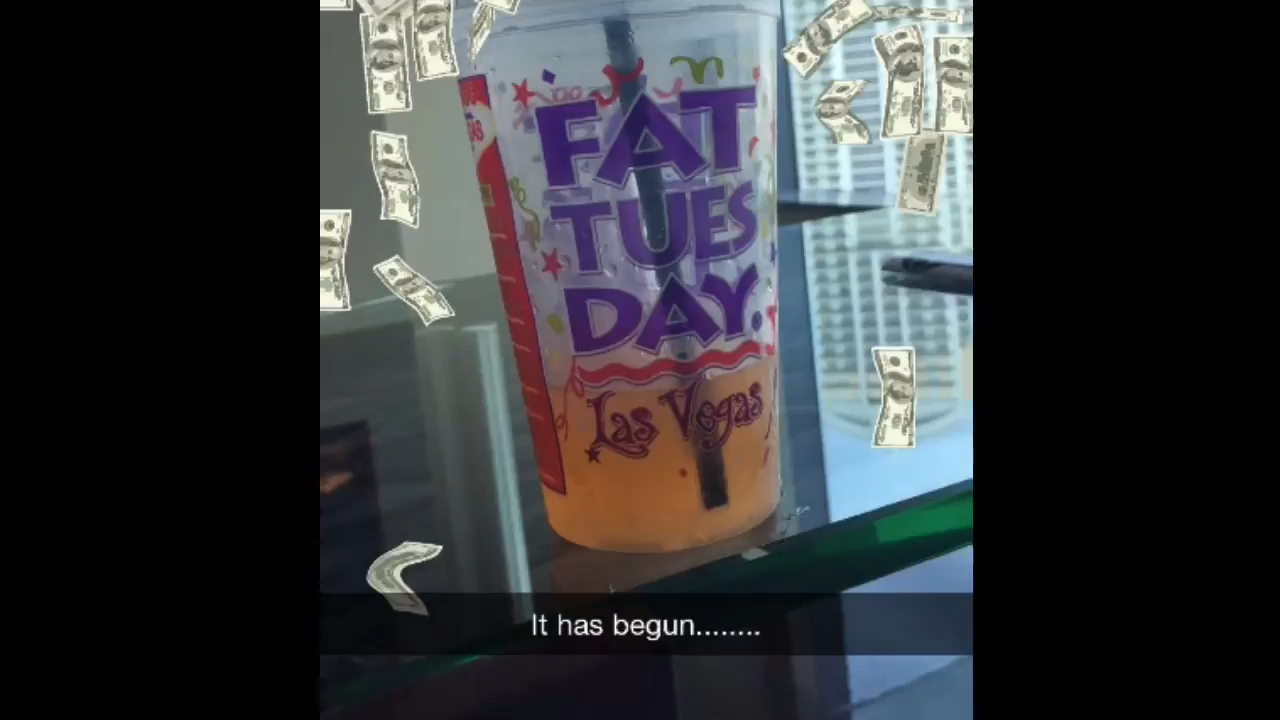 FAT
TUES
DAY.
Las Vegas
It has begun........